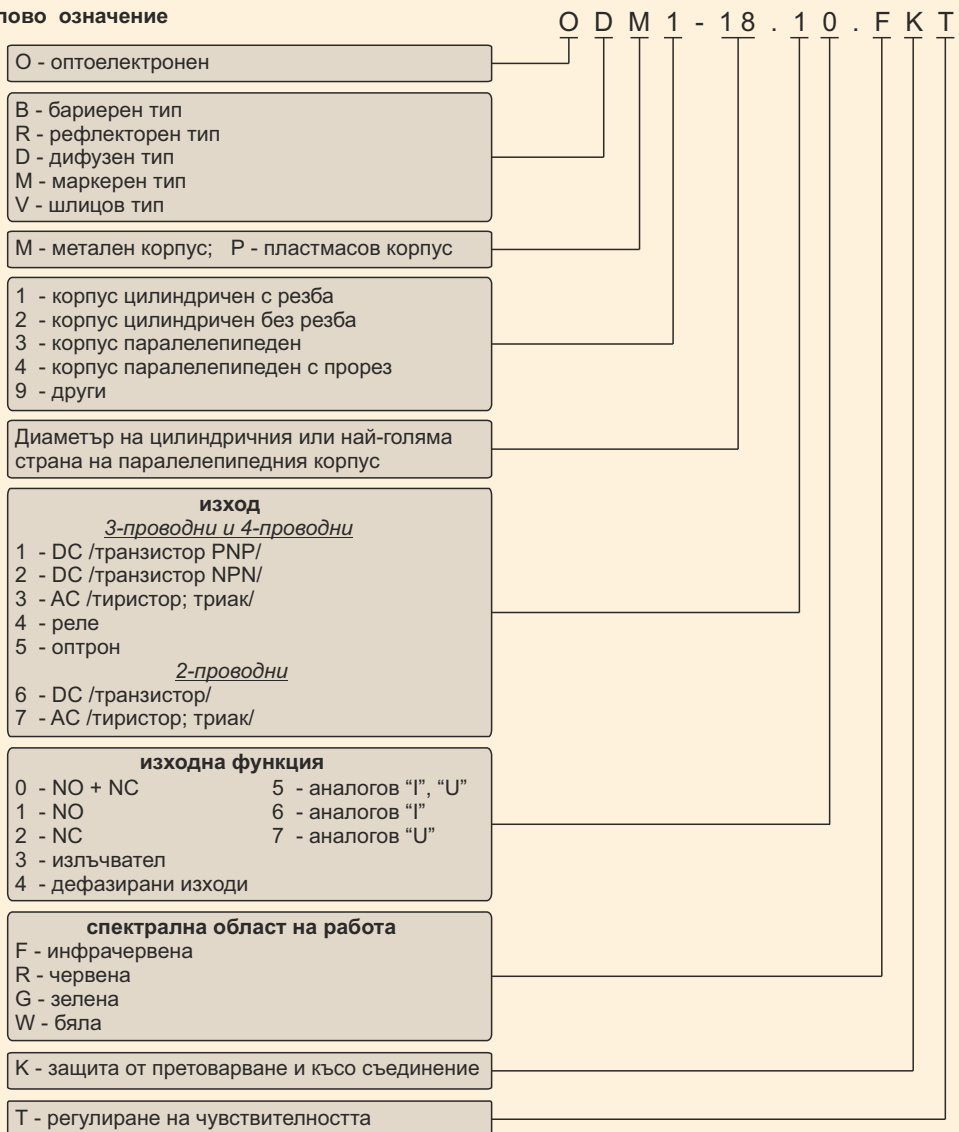 означение
O D M 1 - 18 . 1 0 . F K T
O - оптоелектронен
B - бариерен тип
R - рефлекторен тип
D - дифузен тип
M - маркерен тип
V - шлицов тип
M - метален корпус; P - пластмасов корпус
1 - корпус цилиндричен с резба
2 - корпус цилиндричен без резба
3 - корпус паралелепипеден
4 - корпус паралелепипеден с прорез
9 - други
Диаметър на цилиндричния или най-голяма
страна на паралелепипедния корпус
изход
3-проводни и 4-проводни
1 - DC /транзистор PNP/
2 - DC /транзистор NPN/
3 - AC /тиристор; триак/
4 - реле
5 - оптрон
2-проводни
6 - DC /транзистор/
7 - AC /тиристор; триак/
изходна функция
0 - NO + NC 5 - аналогов “I”, “U”
1 - NO 6 - аналогов “I”
2 - NC 7 - аналогов “U”
3 - излъчвател
4 - дефазирани изходи
спектрална област на работа
F - инфрачервена
R - червена
G - зелена
W - бяла
K - защита от претоварване и късо съединение
T - регулиране на чувствителността